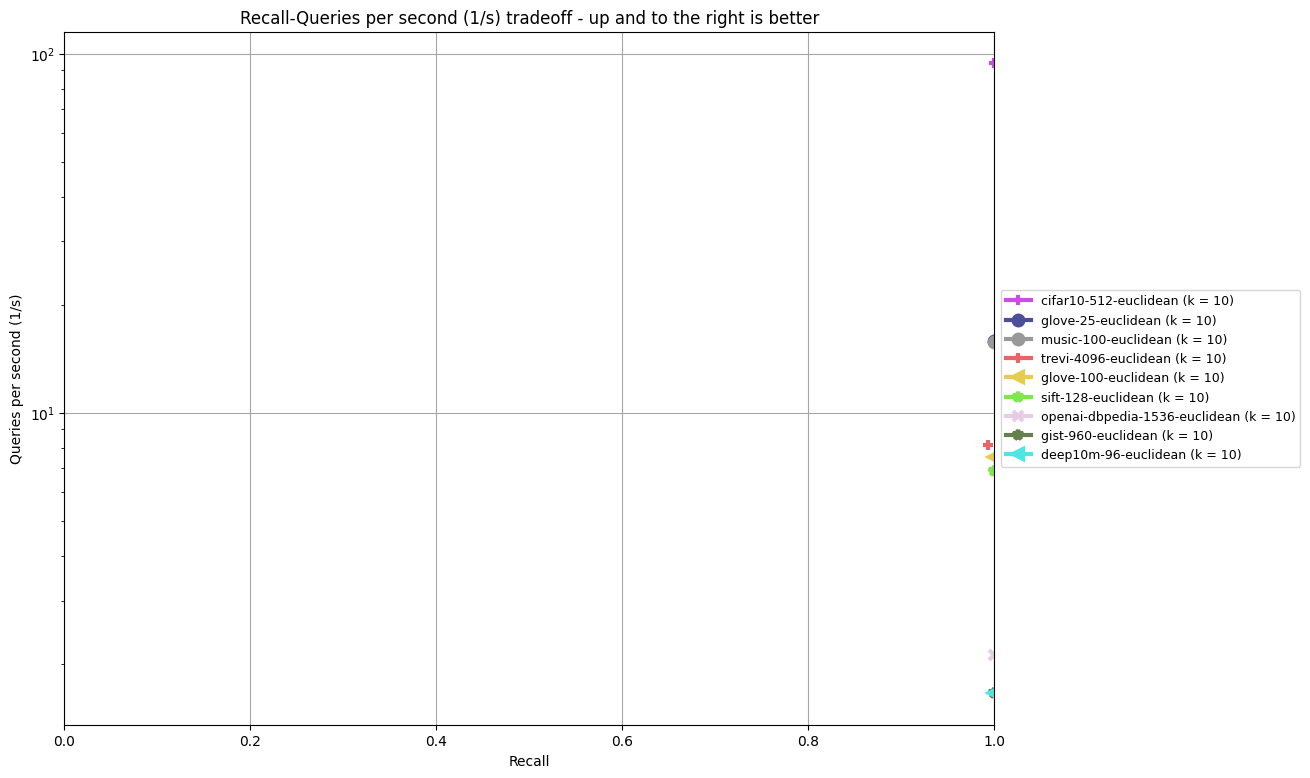 Recall-Queries per second (1/s) tradeoff - up and to the right is better
10²
10¹
Queries per second (1/s)
0.0 0.2 0.4 0.6 0.8 1.0
Recall
cifar10-512-euclidean (k = 10)
glove-25-euclidean (k = 10)
music-100-euclidean (k = 10)
trevi-4096-euclidean (k = 10)
glove-100-euclidean (k = 10)
sift-128-euclidean (k = 10)
openai-dbpedia-1536-euclidean (k = 10)
gist-960-euclidean (k = 10)
deep10m-96-euclidean (k = 10)